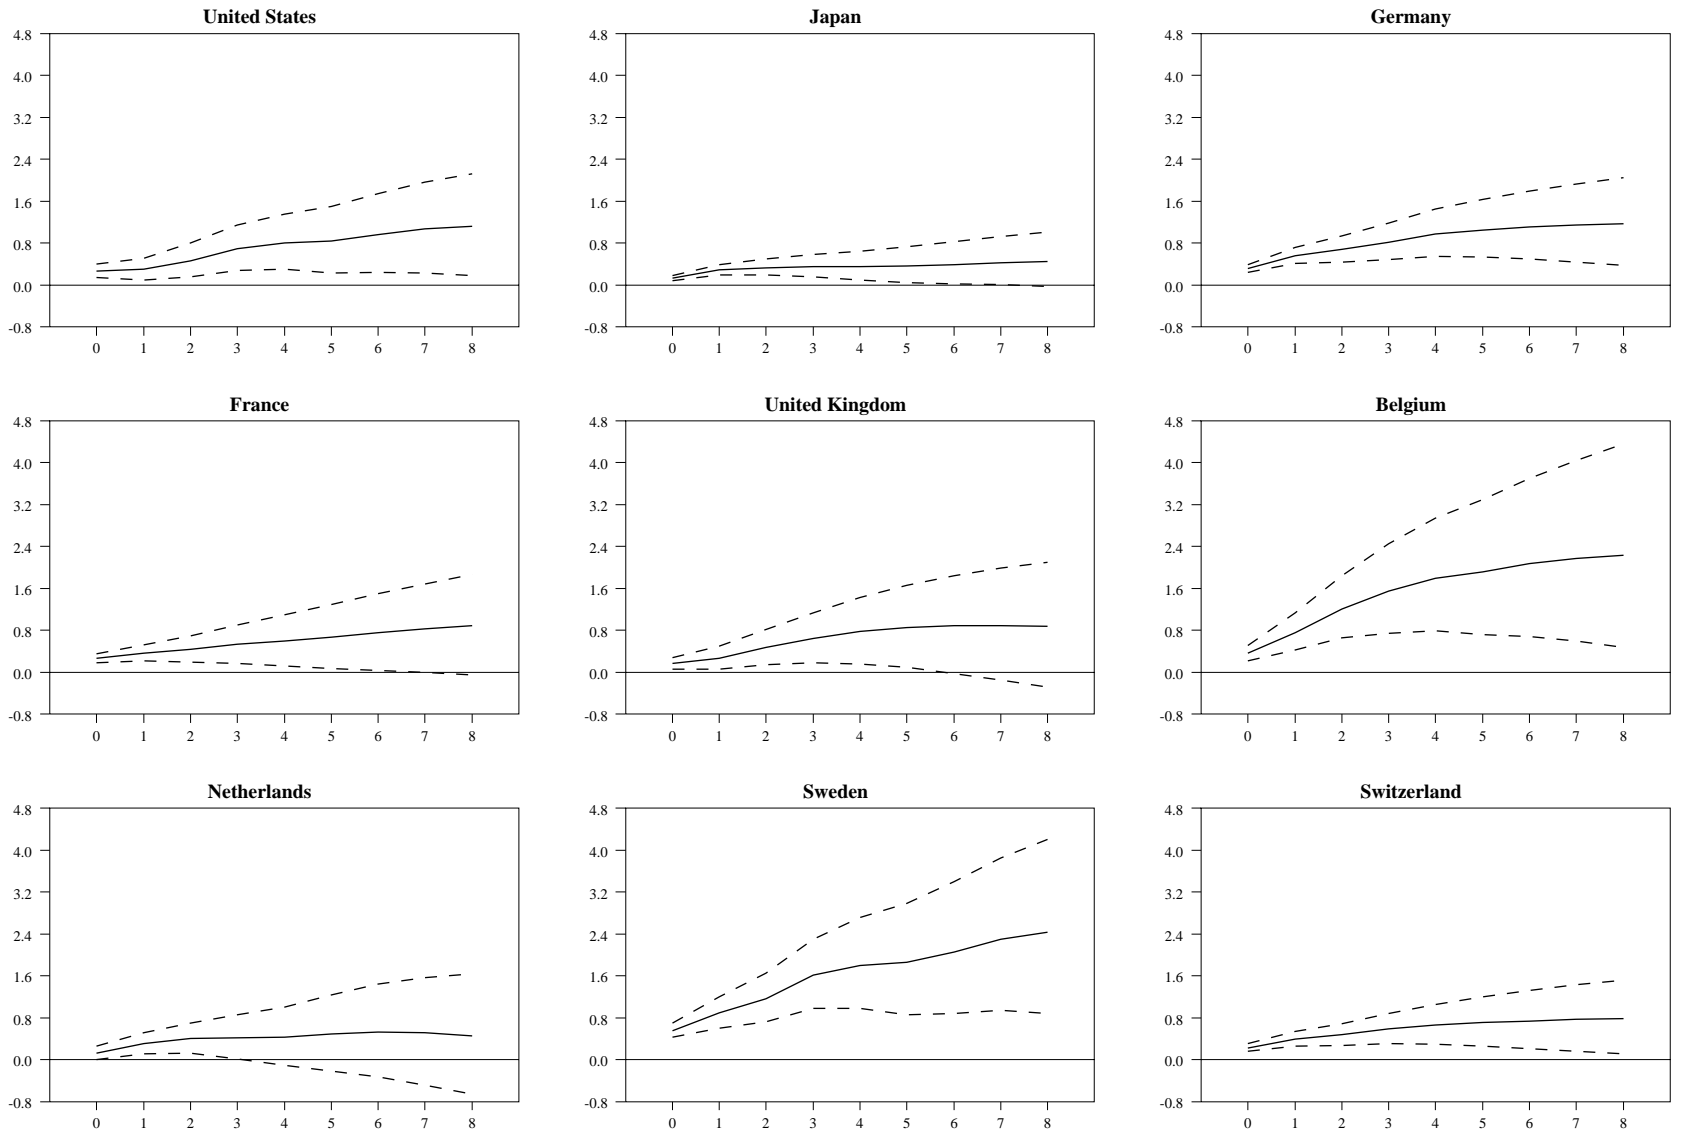 United States Japan Germany
4.8 4.8 4.8
4.0 4.0 4.0
3.2 3.2 3.2
2.4 2.4 2.4
1.6 1.6 1.6
0.8 0.8 0.8
0.0 0.0 0.0
-0.8 -0.8 -0.8
0 1 2 3 4 5 6 7 8 0 1 2 3 4 5 6 7 8 0 1 2 3 4 5 6 7 8
France United Kingdom Belgium
4.8 4.8 4.8
4.0 4.0 4.0
3.2 3.2 3.2
2.4 2.4 2.4
1.6 1.6 1.6
0.8 0.8 0.8
0.0 0.0 0.0
-0.8 -0.8 -0.8
0 1 2 3 4 5 6 7 8 0 1 2 3 4 5 6 7 8 0 1 2 3 4 5 6 7 8
Netherlands Sweden Switzerland
4.8 4.8 4.8
4.0 4.0 4.0
3.2 3.2 3.2
2.4 2.4 2.4
1.6 1.6 1.6
0.8 0.8 0.8
0.0 0.0 0.0
-0.8 -0.8 -0.8
0 1 2 3 4 5 6 7 8 0 1 2 3 4 5 6 7 8 0 1 2 3 4 5 6 7 8